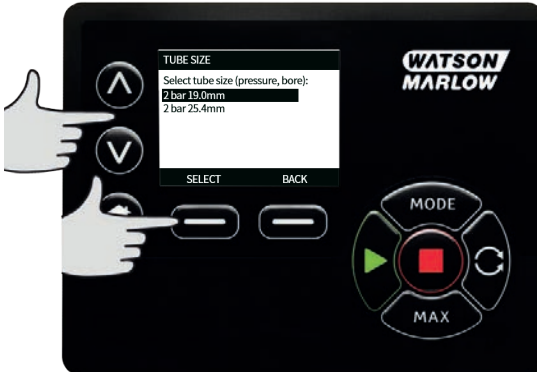 TUBE SIZE
Select tube size (pressure, bore):
2 bar 19.0mm
2 bar 25.4mm
SELECT BACK
WATSON
MARLOW
MODE
MAX